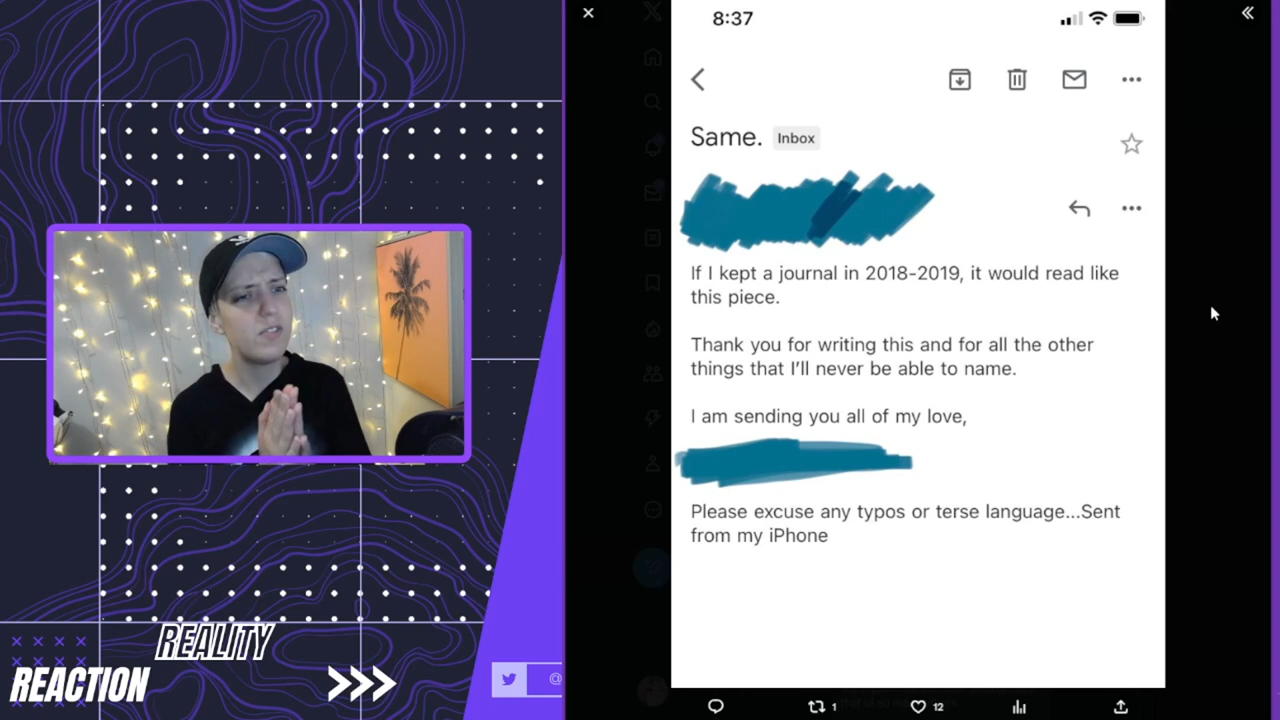 8:37
Same. Inbox
If I kept a journal in 2018-2019, it would read like
this piece.
Thank you for writing this and for all the other
things that I'll never be able to name.
I am sending you all of my love,
Please excuse any typos or terse language...Sent
from my iPhone
1
12
REALITY
REACTION
@